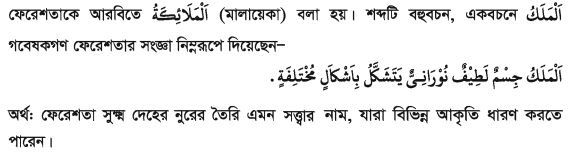 ফেরেশতাকে আরবিতে اَلْمَلَائِكَةُ (মালায়েকা) বলা হয়। শব্দটি বহুবচন, একবচনে اَلْمَلَكُ
গবেষকগণ ফেরেশতার সংজ্ঞা নিম্নরূপে দিয়েছেন–
اَلْمَلَكُ جِسْمٌ لَطِيْفٌ نُوْرَانِىٌّ يَتَشَكَّلُ بِاَشْكَالٍ مُخْتَلِفَةٍ .
অর্থ: ফেরেশতা সুক্ষ্ম দেহের নুরের তৈরি এমন সত্ত্বার নাম, যারা বিভিন্ন আকৃতি ধারণ করতে
পারেন।